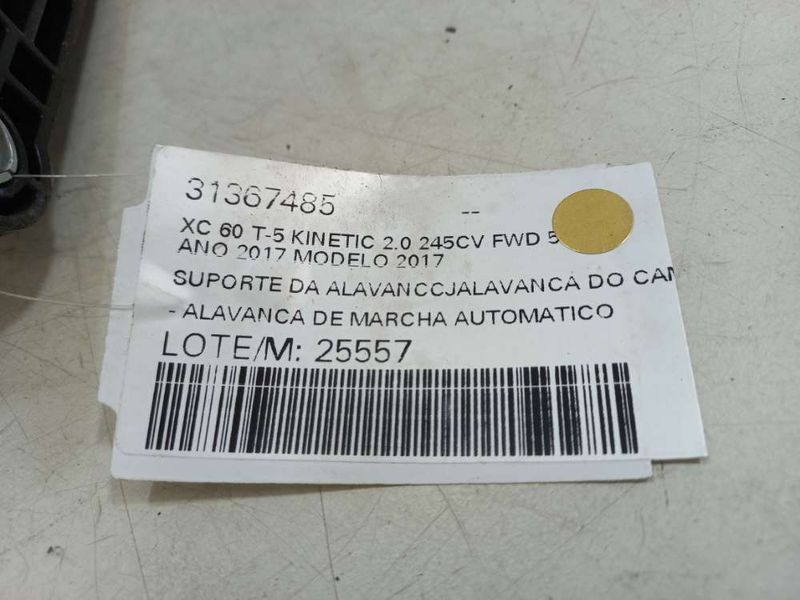 31367485 --
XC 60 T-5 KINETIC 2.0 245CV FWD 5
ANO 2017 MODELO 2017
SUPORTE DA ALAVANCCJALAVANCA DO CAM
- ALAVANCA DE MARCHA AUTOMATICO
LOTE/M: 25557